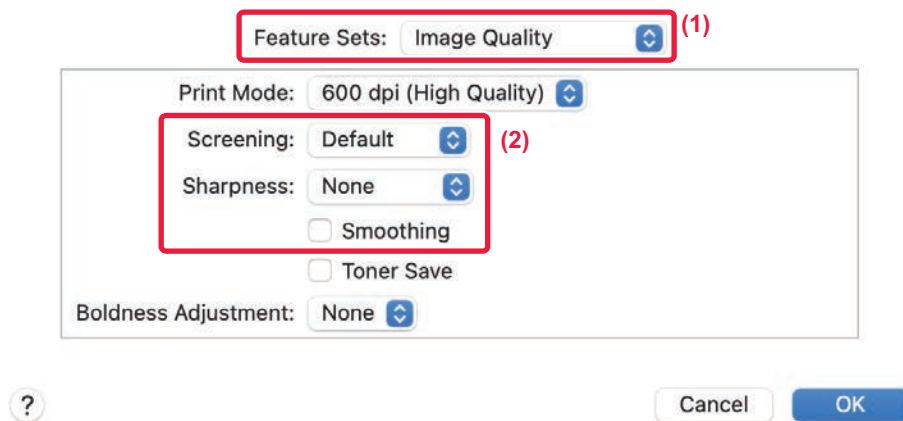 Feature Sets: Image Quality (1)
Print Mode: 600 dpi (High Quality)
Screening: Default (2)
Sharpness: None
Smoothing
Toner Save
Boldness Adjustment: None
? Cancel OK